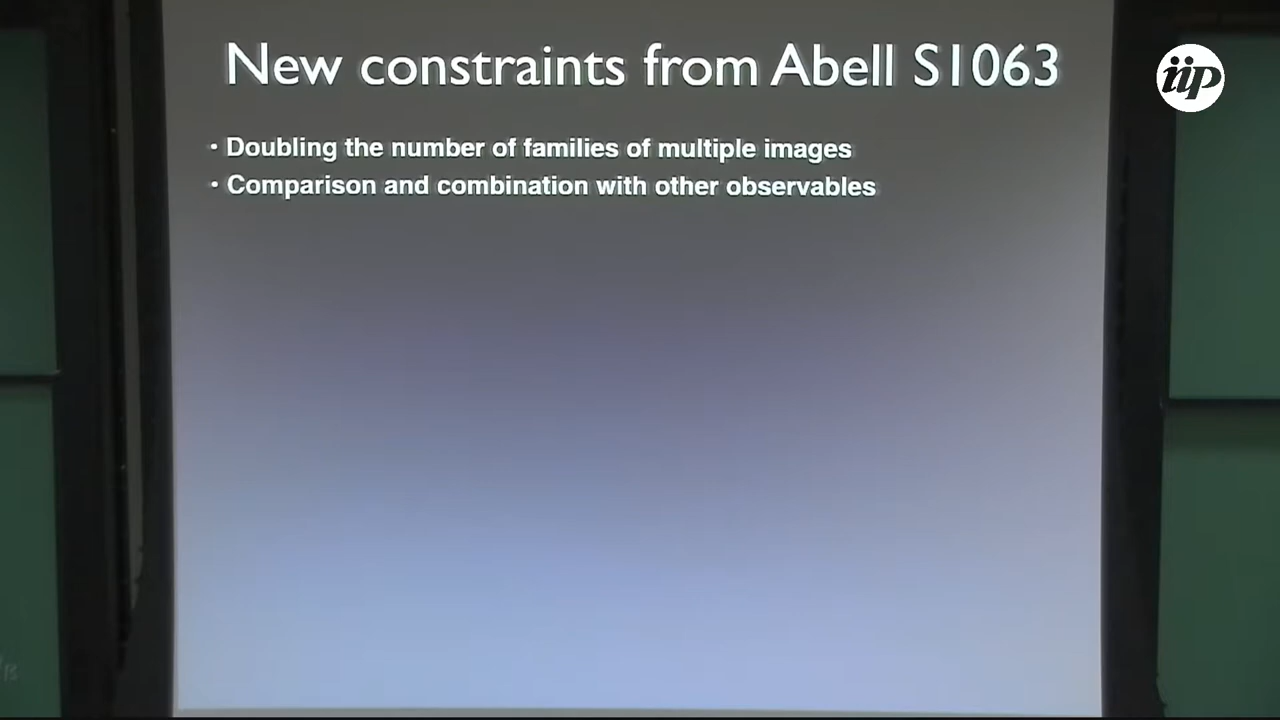 New constraints from Abell S1063
iip
• Doubling the number of families of multiple images
• Comparison and combination with other observables